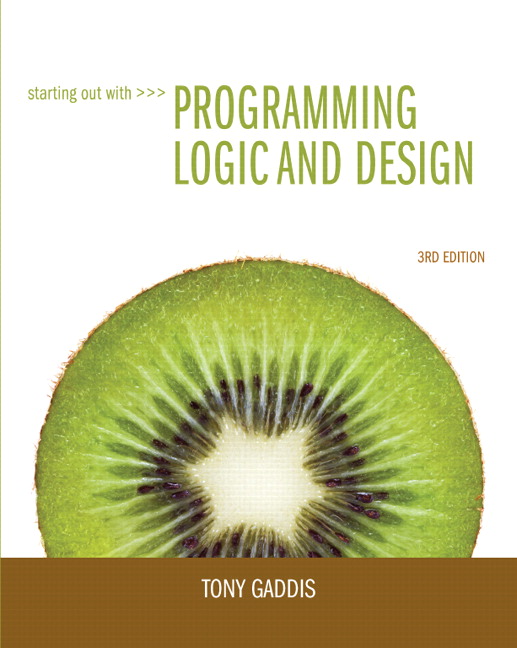 starting out with >>> PROGRAMMING
LOGIC AND DESIGN
3RD EDITION
TONY GADDIS